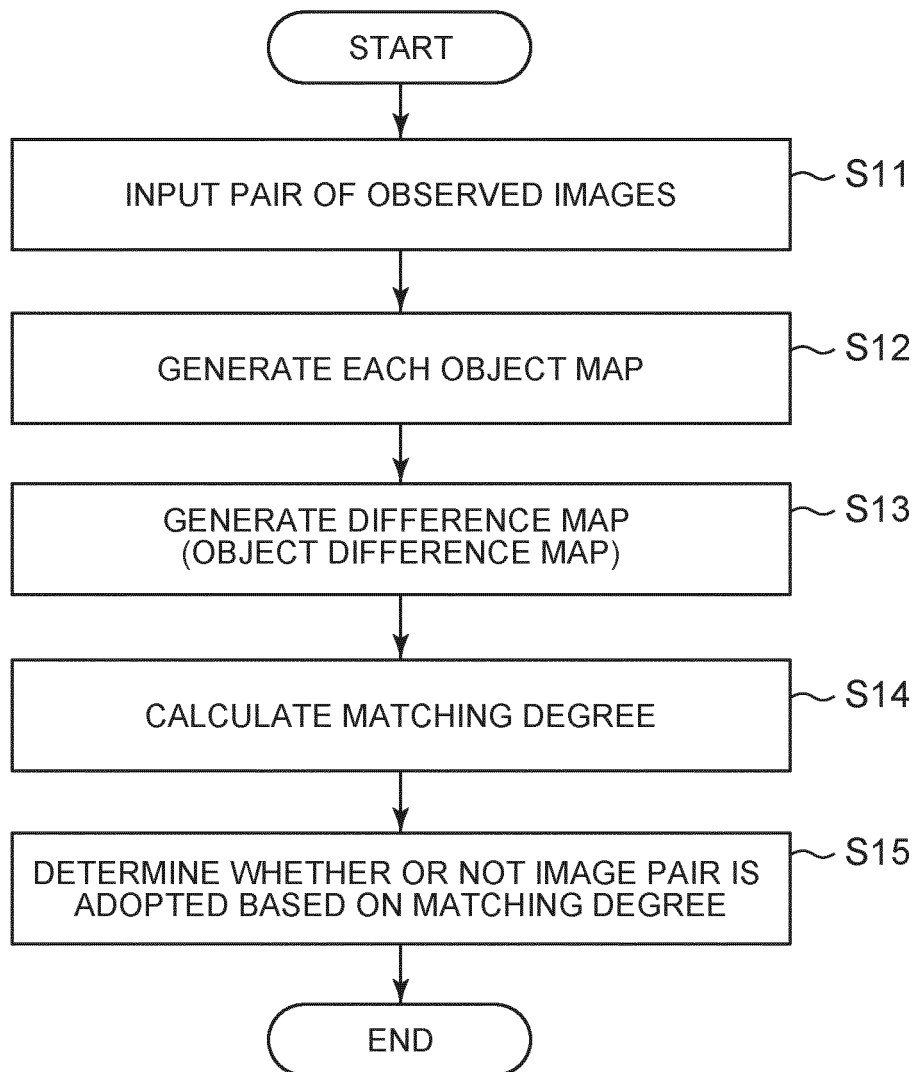 START
INPUT PAIR OF OBSERVED IMAGES
S11
GENERATE EACH OBJECT MAP
S12
GENERATE DIFFERENCE MAP
(OBJECT DIFFERENCE MAP)
S13
CALCULATE MATCHING DEGREE
S14
DETERMINE WHETHER OR NOT IMAGE PAIR IS
ADOPTED BASED ON MATCHING DEGREE
S15
END